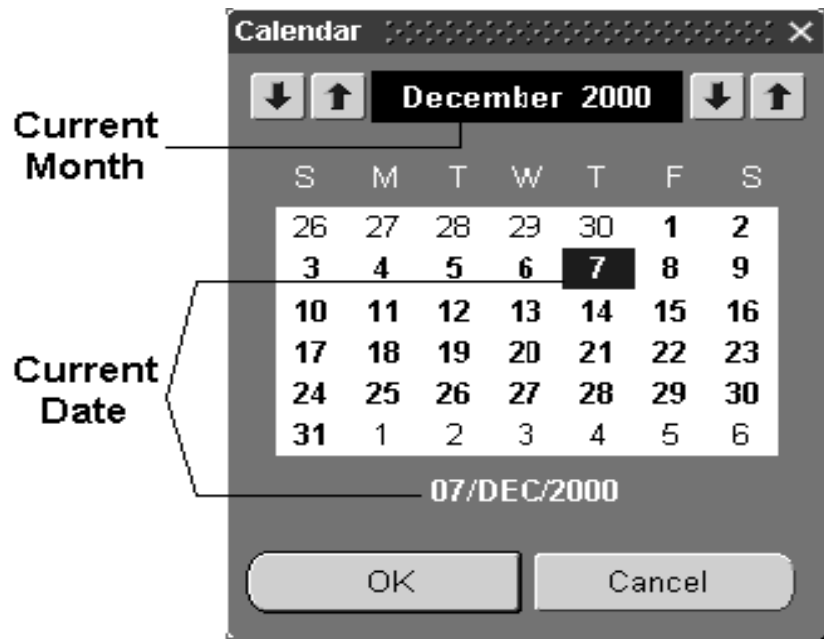 Calendar
December 2000
Current
Month
S M T W T F S
26 27 28 29 30 1 2
3 4 5 6 7 8 9
10 11 12 13 14 15 16
17 18 19 20 21 22 23
24 25 26 27 28 29 30
31 1 2 3 4 5 6
Current
Date
07/DEC/2000
OK Cancel